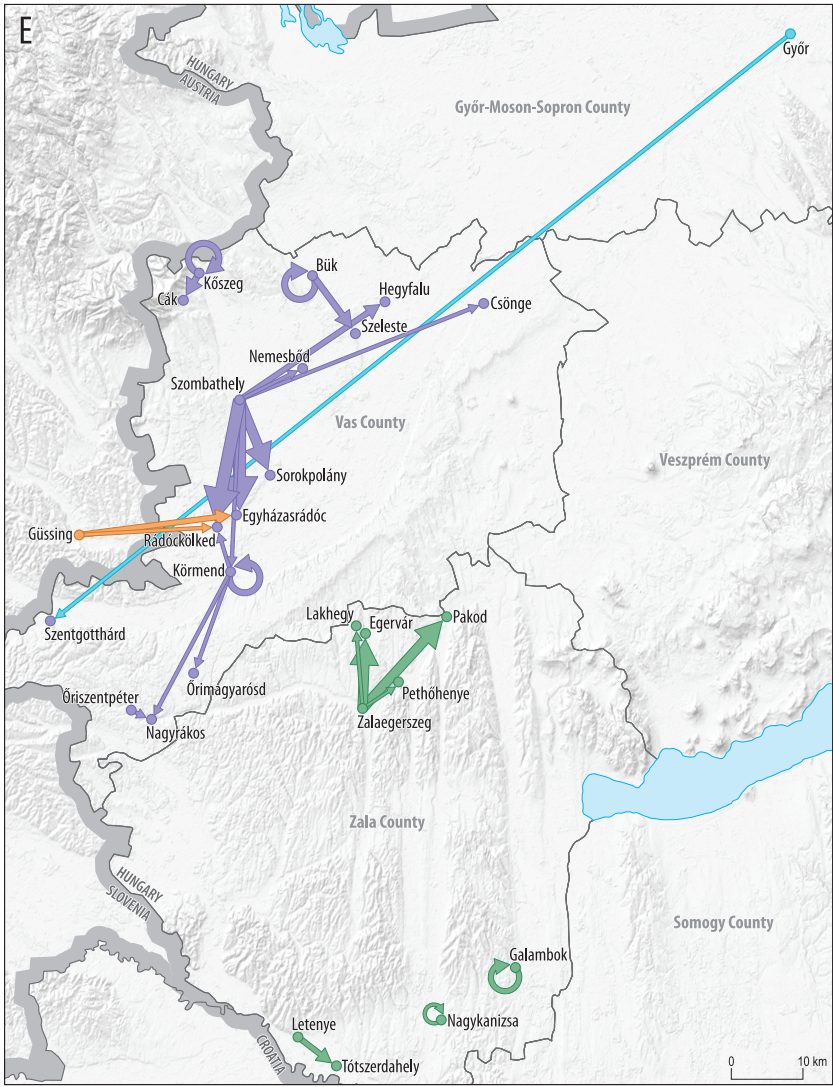 E
Győr
HUNGARY
AUSTRIA
Győr-Moson-Sopron County
Kőszeg
Cák
Bük
Hegyfalu
Csönge
Szeleste
Nemesbőd
Szombathely
Vas County
Veszprém County
Sorokpolány
Egyházasrádóc
Güssing
Rádóckölked
Körmend
Szentgotthárd
Lakhegy
Egervár
Pakod
Őrimagyarósd
Pethőhenye
Őriszentpéter
Nagyrákos
Zalaegerszeg
Zala County
HUNGARY
SLOVENIA
Somogy County
Galambok
Nagykanizsa
Letenye
CROATIA
Tótszerdahely
0 10 km